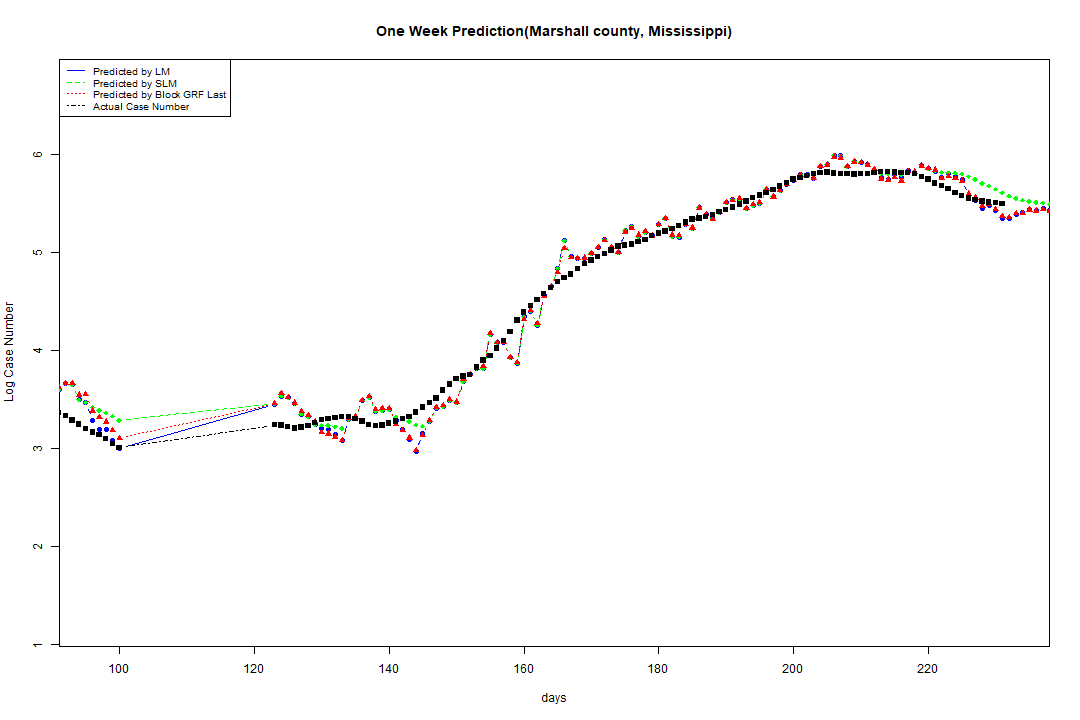 One Week Prediction(Marshall county, Mississippi)
Predicted by LM
Predicted by SLM
Predicted by Block GRF Last
Actual Case Number
Log Case Number
6
5
4
3
2
1
100 120 140 160 180 200 220
days